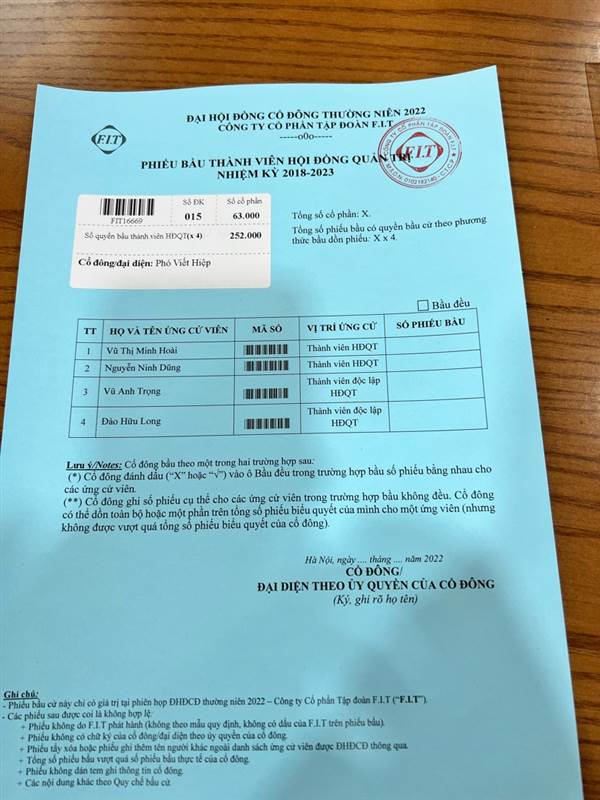 ĐẠI HỘI ĐỒNG CỔ ĐÔNG THƯỜNG NIÊN 2022
CÔNG TY CỔ PHẦN TẬP ĐOÀN F.I.T
-----o0o-----
F.I.T
PHIẾU BẦU THÀNH VIÊN HỘI ĐỒNG QUẢN TRỊ
NHIỆM KỲ 2018-2023
CÔNG TY CỔ PHẦN TẬP ĐOÀN F.I.T
F.I.T
M.S.D.N: 0102182140 - C.T.C.P
FIT16669
Số ĐK
015
Số cổ phần
63.000
Số quyền bầu thành viên HĐQT(x 4)
252.000
Cổ đông/đại diện: Phó Viết Hiệp
Tổng số cổ phần: X.
Tổng số phiếu bầu có quyền bầu cử theo phương
thức bầu dồn phiếu: X x 4.
Bầu đều
TT HỌ VÀ TÊN ỨNG CỬ VIÊN MÃ SỐ VỊ TRÍ ỨNG CỬ SỐ PHIẾU BẦU
1 Vũ Thị Minh Hoài Thành viên HĐQT
2 Nguyễn Ninh Dũng Thành viên HĐQT
3 Vũ Anh Trọng Thành viên độc lập
HĐQT
4 Đào Hữu Long Thành viên độc lập
HĐQT
Lưu ý/Notes: Cổ đông bầu theo một trong hai trường hợp sau:
(*) Cổ đông đánh dấu (“X” hoặc “√”) vào ô Bầu đều trong trường hợp bầu số phiếu bằng nhau cho
các ứng cử viên.
(**) Cổ đông ghi số phiếu cụ thể cho các ứng cử viên trong trường hợp bầu không đều. Cổ đông
có thể dồn toàn bộ hoặc một phần trên tổng số phiếu biểu quyết của mình cho một ứng viên (nhưng
không được vượt quá tổng số phiếu biểu quyết của cổ đông).
Hà Nội, ngày .... tháng .... năm 2022
CỔ ĐÔNG/
ĐẠI DIỆN THEO ỦY QUYỀN CỦA CỔ ĐÔNG
(Ký, ghi rõ họ tên)
Ghi chú:
- Phiếu bầu cử này chỉ có giá trị tại phiên họp ĐHĐCĐ thường niên 2022 – Công ty Cổ phần Tập đoàn F.I.T (“F.I.T”).
- Các phiếu sau được coi là không hợp lệ:
+ Phiếu không do F.I.T phát hành (không theo mẫu quy định, không có dấu của F.I.T trên phiếu bầu).
+ Phiếu không có chữ ký của cổ đông/đại diện theo ủy quyền của cổ đông.
+ Phiếu tẩy xóa hoặc phiếu ghi thêm tên người khác ngoài danh sách ứng cử viên được ĐHĐCĐ thông qua.
+ Tổng số phiếu bầu vượt quá số phiếu bầu thực tế của cổ đông.
+ Phiếu không dán tem ghi thông tin cổ đông.
+ Các nội dung khác theo Quy chế bầu cử.